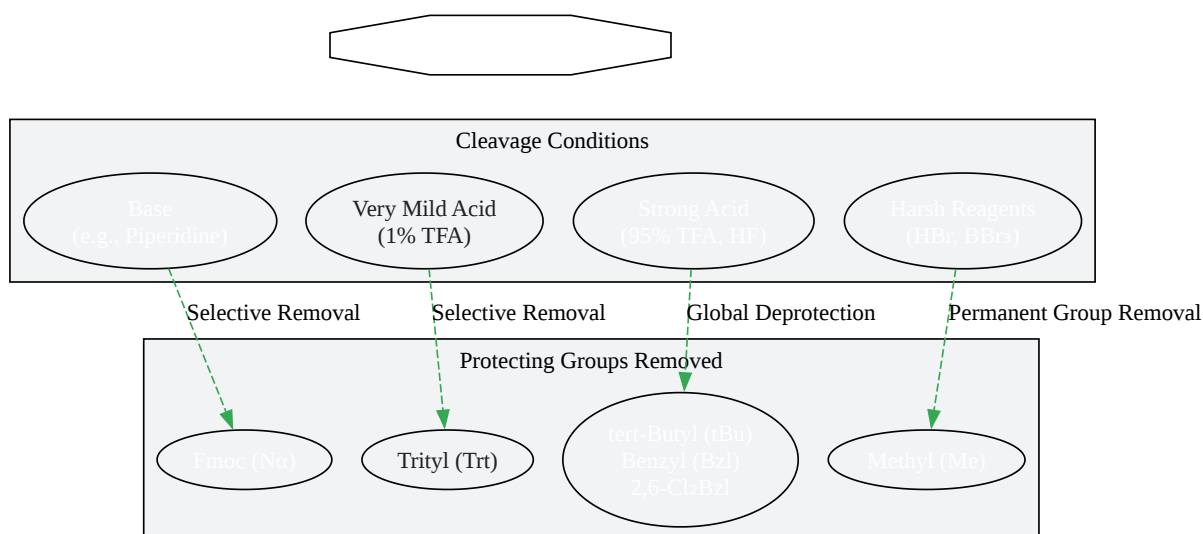 Cleavage Conditions
Base
(e.g., Piperidine)
Very Mild Acid
(1% TFA)
Strong Acid
(95% TFA, HF)
Harsh Reagents
(HBr, BBr₃)
Selective Removal
Selective Removal
Global Deprotection
Permanent Group Removal
Protecting Groups Removed
Fmoc (Nα)
Trityl (Trt)
tert-Butyl (tBu)
Benzyl (Bzl)
2,6-Cl₂Bzl
Methyl (Me)